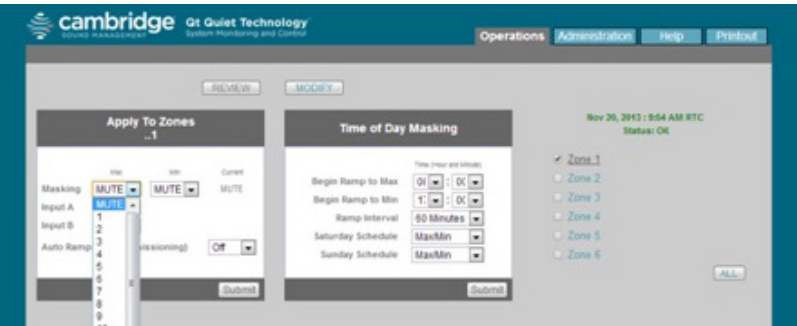 cambridge Qt Quiet Technology
SOUND MANAGEMENT System Monitoring and Control
Operations Administration Help Printout
REVIEW MODIFY
Apply To Zones
..1
Max Min Current
Masking MUTE MUTE MUTE
Input A
Input B
Auto Ramp
Off
MUTE
1
2
3
4
5
6
7
8
9
Submit
Time of Day Masking
Time (Hour and Minute)
Begin Ramp to Max
Begin Ramp to Min
Ramp Interval 60 Minutes
Saturday Schedule Max/Min
Sunday Schedule Max/Min
Submit
Nov 20, 2013 : 9:54 AM RTC
Status: OK
Zone 1
Zone 2
Zone 3
Zone 4
Zone 5
Zone 6
ALL